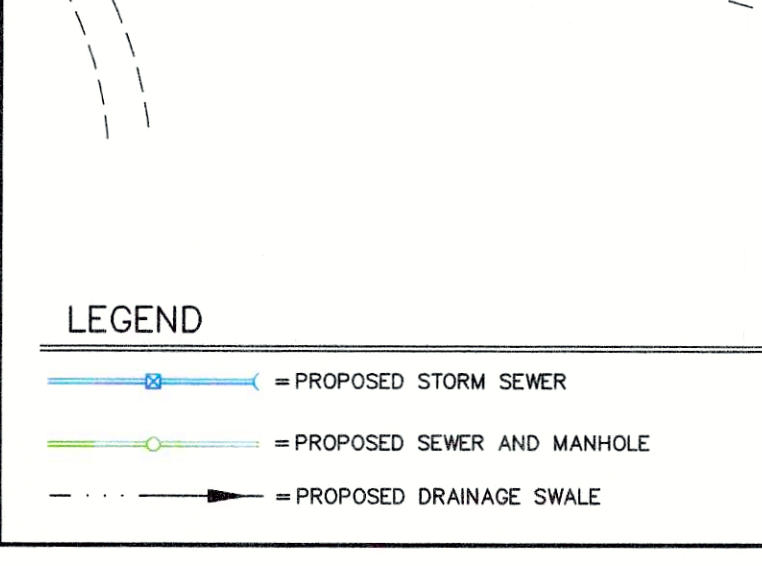 LEGEND
= PROPOSED STORM SEWER
= PROPOSED SEWER AND MANHOLE
= PROPOSED DRAINAGE SWALE